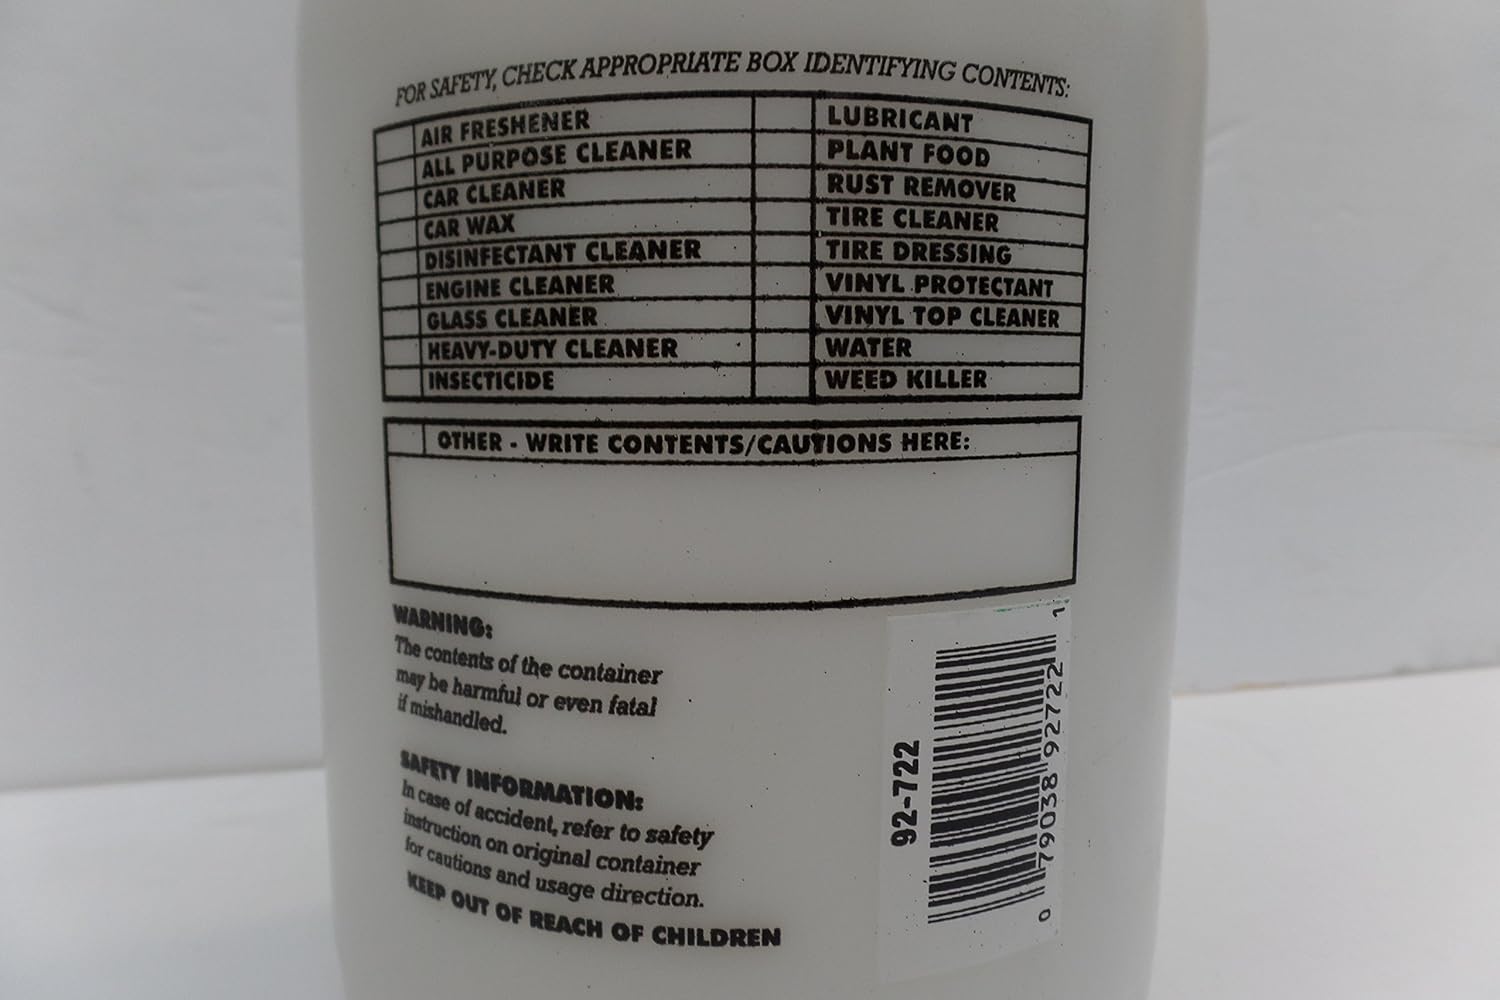 FOR SAFETY, CHECK APPROPRIATE BOX IDENTIFYING CONTENTS:
AIR FRESHENER
ALL PURPOSE CLEANER
CAR CLEANER
CAR WAX
DISINFECTANT CLEANER
ENGINE CLEANER
GLASS CLEANER
HEAVY-DUTY CLEANER
INSECTICIDE
LUBRICANT
PLANT FOOD
RUST REMOVER
TIRE CLEANER
TIRE DRESSING
VINYL PROTECTANT
VINYL TOP CLEANER
WATER
WEED KILLER
OTHER - WRITE CONTENTS/CAUTIONS HERE:
WARNING:
The contents of the container
may be harmful or even fatal
if mishandled.
SAFETY INFORMATION:
In case of accident, refer to safety
instruction on original container
for cautions and usage direction.
KEEP OUT OF REACH OF CHILDREN
92-722
0 79038 92722 1